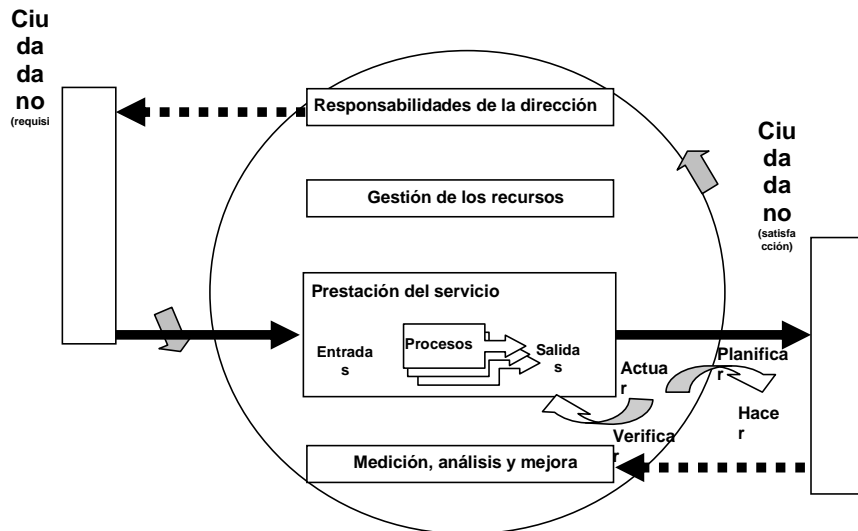 Ciu
da
da
no
(requisi
Responsabilidades de la dirección
Ciu
da
da
no
(satisfa
cción)
Gestión de los recursos
Prestación del servicio
Entrada
s
Procesos
Salida
s
Actua
r
Planifica
r
Hace
r
Verifica
r
Medición, análisis y mejora